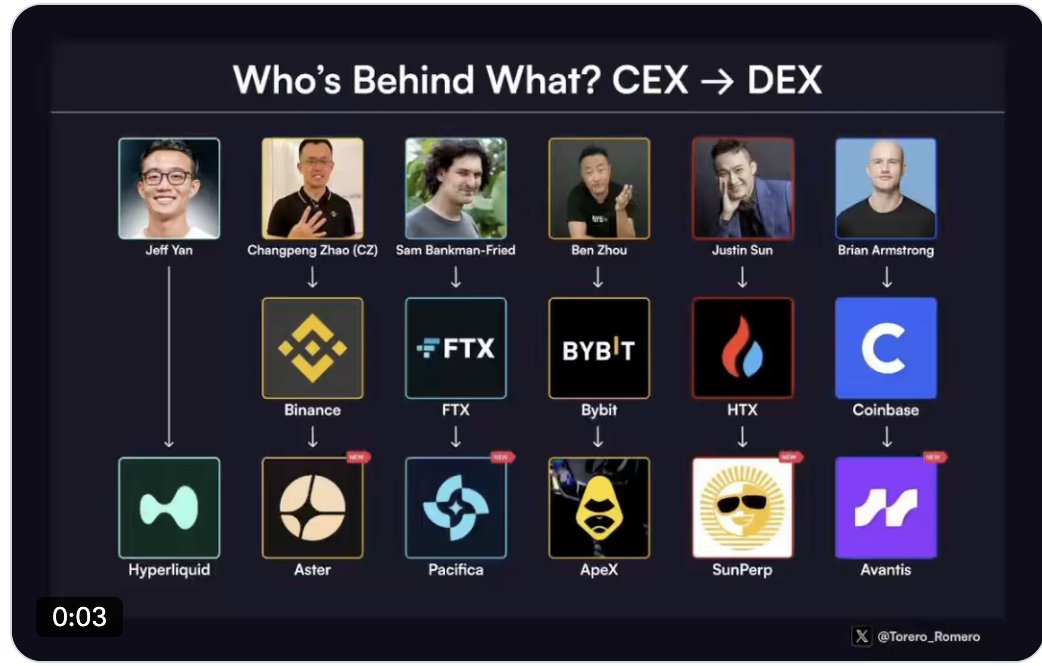 Who's Behind What? CEX → DEX
Jeff Yan
Changpeng Zhao (CZ)
Sam Bankman-Fried
Ben Zhou
Justin Sun
Brian Armstrong
FTX
BYBIT
Binance
FTX
Bybit
HTX
Coinbase
NEW
NEW
NEW
NEW
Hyperliquid
Aster
Pacifica
ApeX
SunPerp
Avantis
0:03
@Torero_Romero